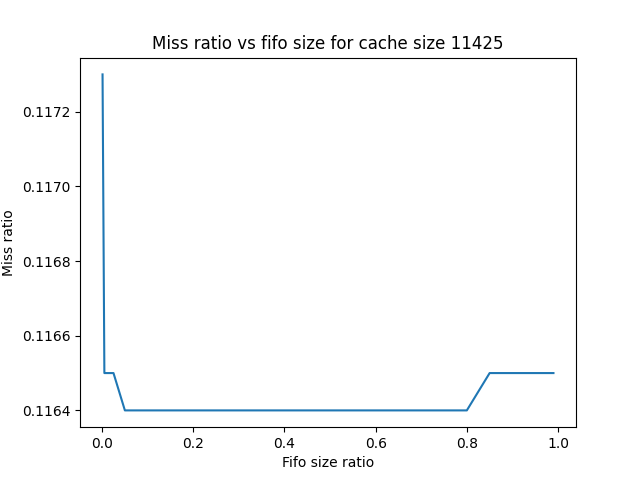 Miss ratio vs fifo size for cache size 11425
Miss ratio
0.1172
0.1170
0.1168
0.1166
0.1164
0.0 0.2 0.4 0.6 0.8 1.0
Fifo size ratio